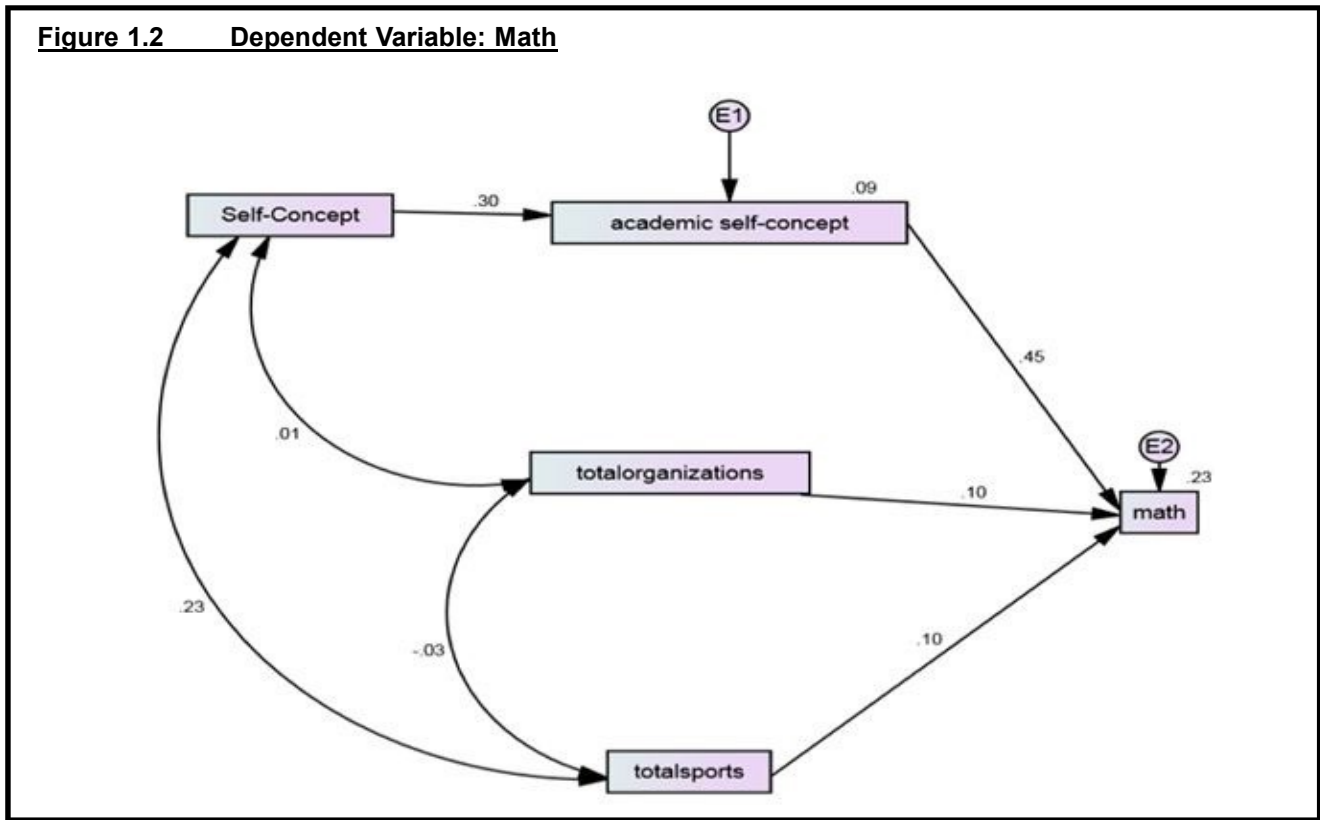 Figure 1.2 Dependent Variable: Math
E1
.09
Self-Concept
.30
academic self-concept
.45
.01
E2
totalorganizations
.23
.10
math
.23
-.03
.10
totalsports